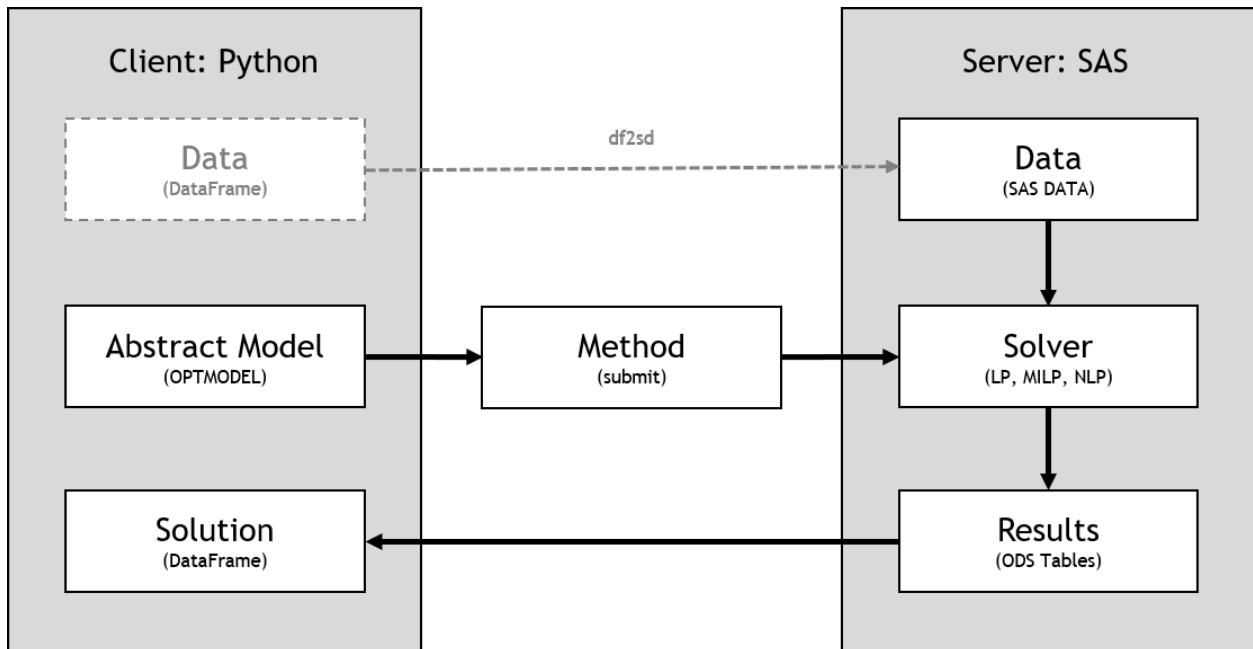 Client: Python
Server: SAS
Data
(DataFrame)
df2sd
Data
(SAS DATA)
Abstract Model
(OPTMODEL)
Method
(submit)
Solver
(LP, MILP, NLP)
Solution
(DataFrame)
Results
(ODS Tables)